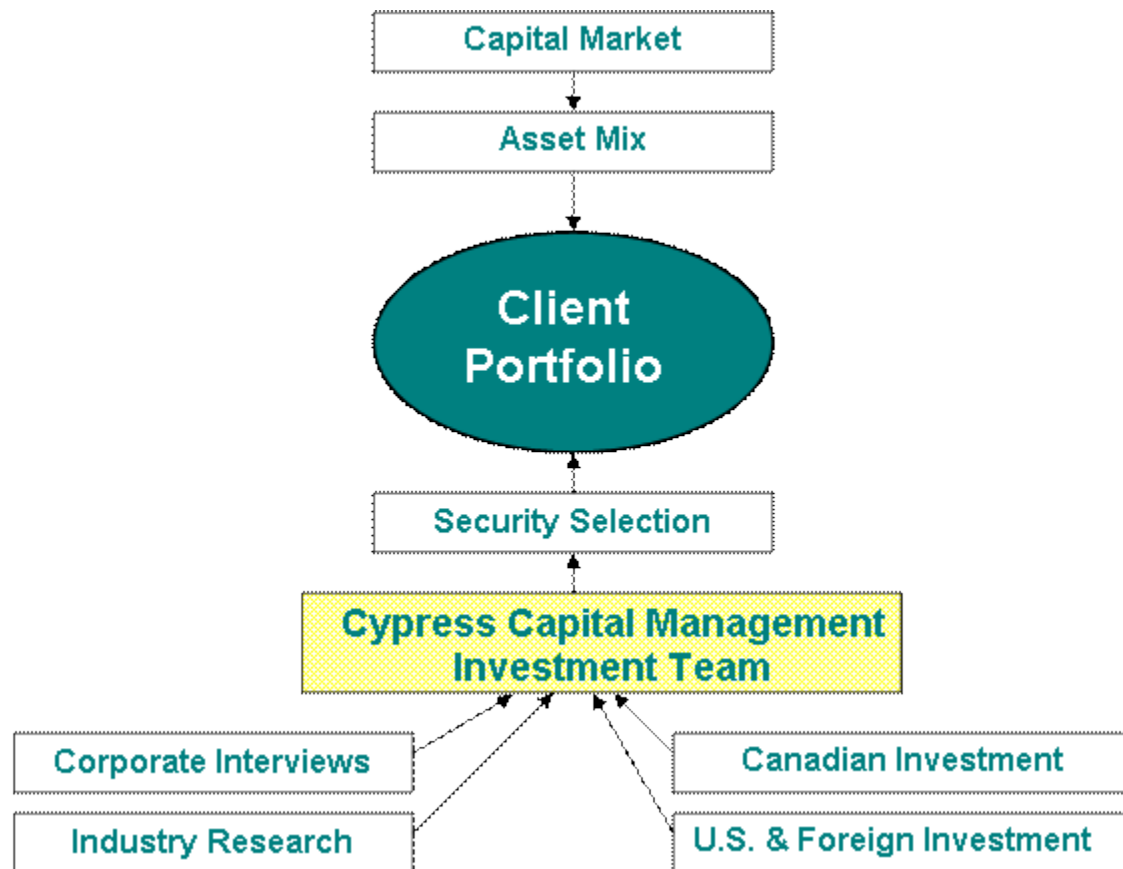 Capital Market
Asset Mix
Client
Portfolio
Security Selection
Cypress Capital Management
Investment Team
Corporate Interviews
Canadian Investment
Industry Research
U.S. & Foreign Investment